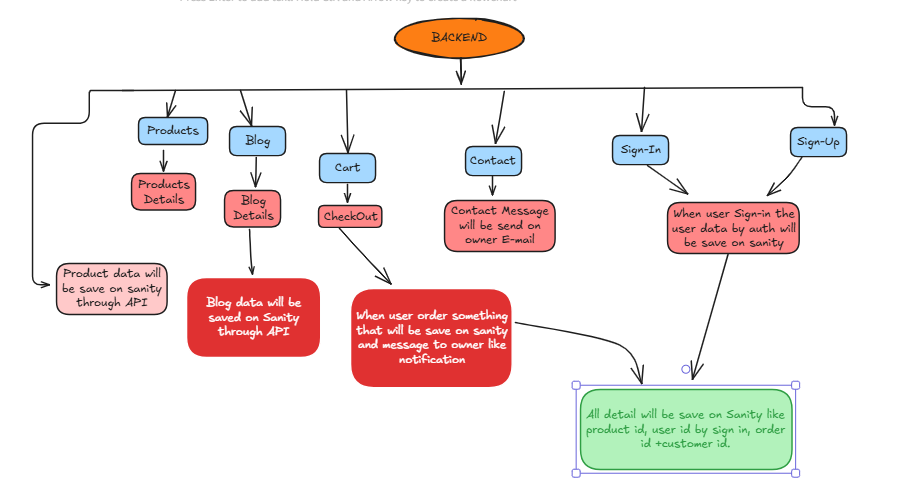 BACKEND
Products
Blog
Cart
Contact
Sign-In
Sign-Up
Products
Details
Blog
Details
CheckOut
Contact Message
will be send on
owner E-mail
When user Sign-in the
user data by auth will
be save on sanity
Product data will
be save on sanity
through API
Blog data will be
saved on Sanity
through API
When user order something
that will be save on sanity
and message to owner like
notification
All detail will be save on Sanity like
product id, user id by sign in, order
id +customer id.